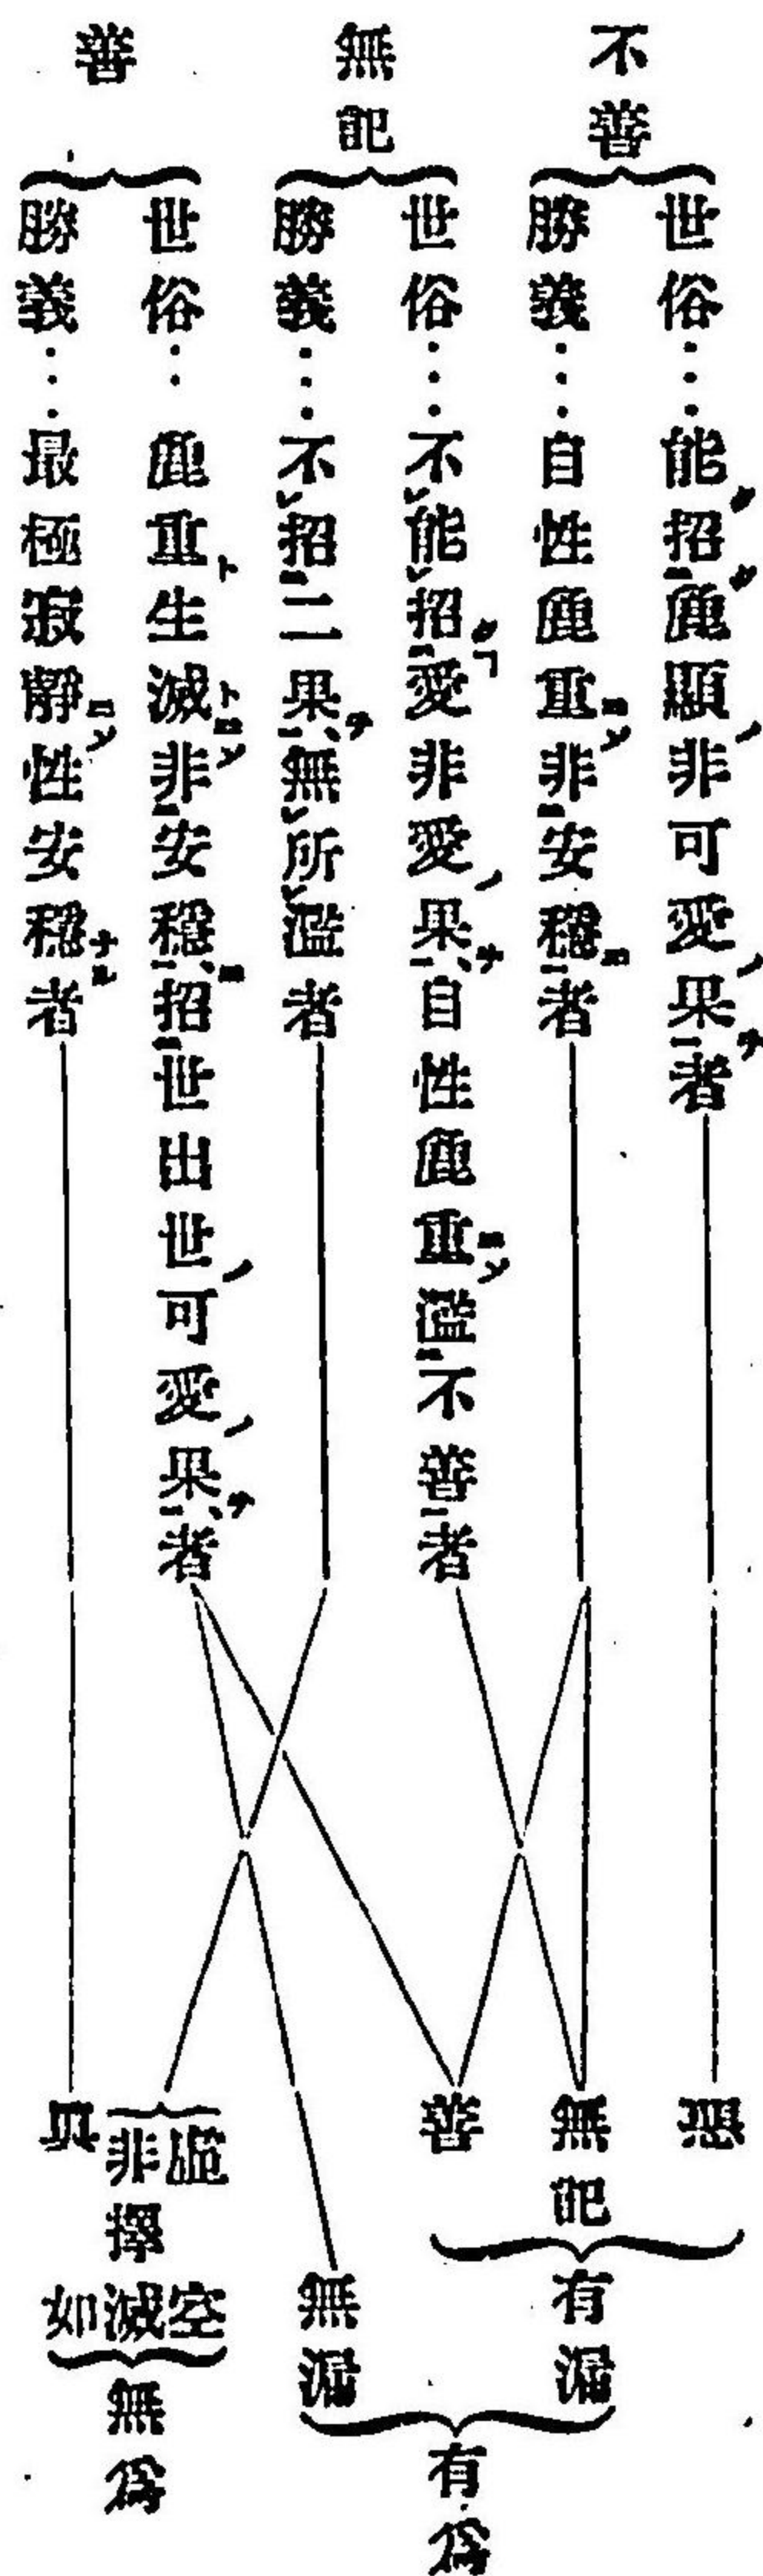 不善
世俗…能招麁顯非可愛果者
勝義…自性麁重非安穩者
無記
世俗…不能招愛非愛果自性麁重濫不善者
勝義…不招二果無所濫者
善
世俗…麁重生滅非安穩招世出世可愛果者
勝義…最極寂靜性安穩者
惡
無記
善
有漏
無漏
有爲
虛空
非擇滅
眞如
無爲